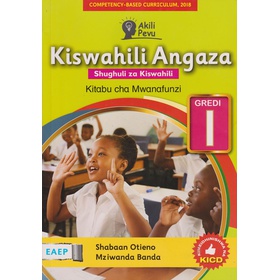 COMPETENCY-BASED CURRICULUM, 2018
Akili
Pevu
Kiswahili Angaza
Shughuli za Kiswahili
Kitabu cha Mwanafunzi
GREDI
1
Shabaan Otieno
Mziwanda Banda
EAEP
KICD